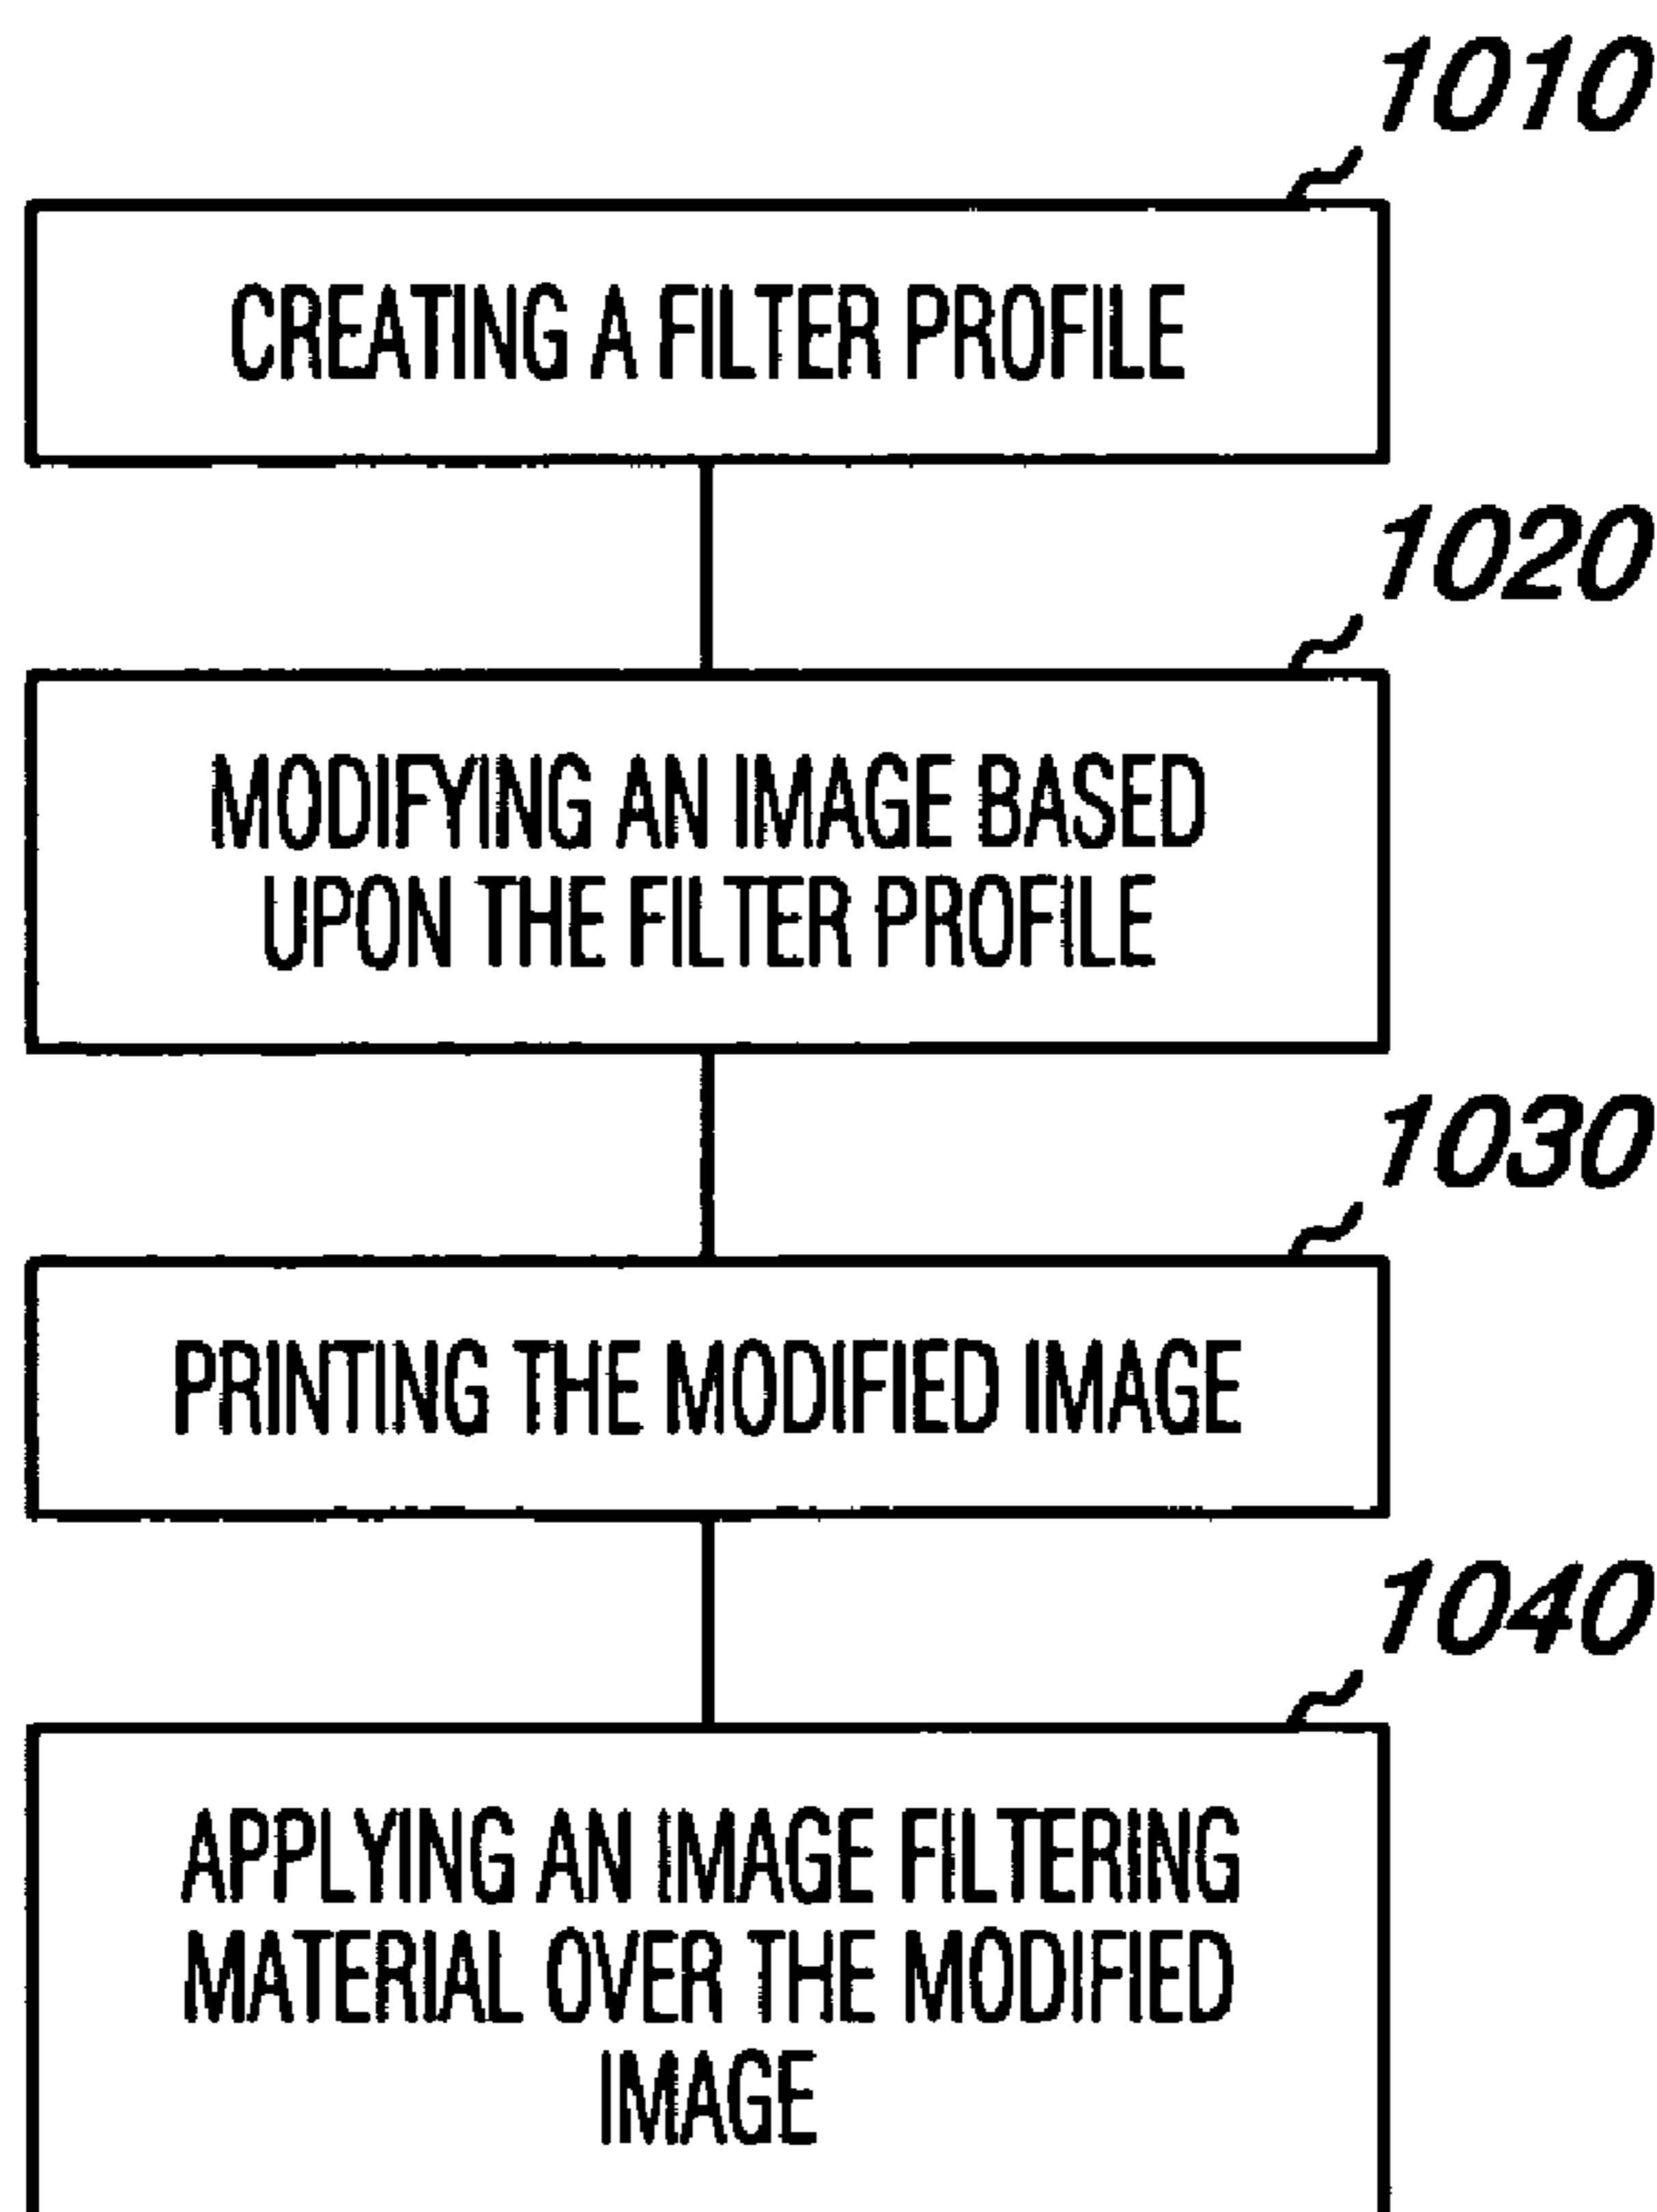 1010
CREATING A FILTER PROFILE
1020
MODIFYING AN IMAGE BASED
UPON THE FILTER PROFILE
1030
PRINTING THE MODIFIED IMAGE
1040
APPLYING AN IMAGE FILTERING
MATERIAL OVER THE MODIFIED
IMAGE